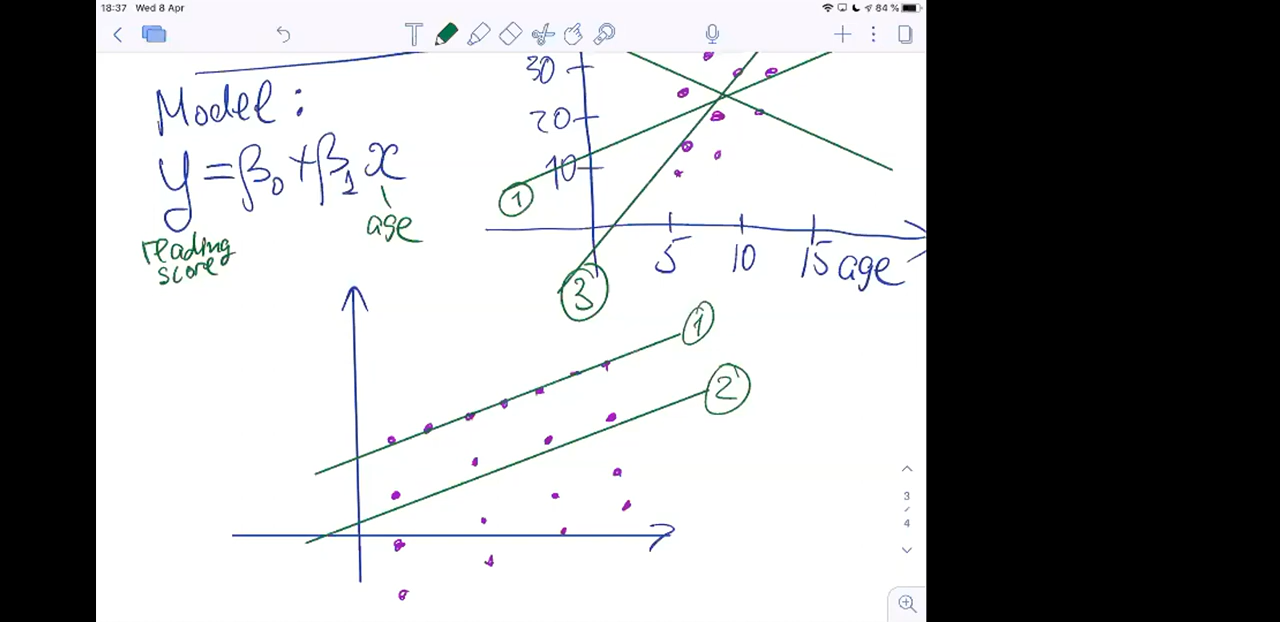 18:37 Wed 8 Apr
84 %
T
Model:
y = β₀ + β₁ x
age
reading
score
30
20
10
5 10 15 age
1
3
1
2
3
/
4